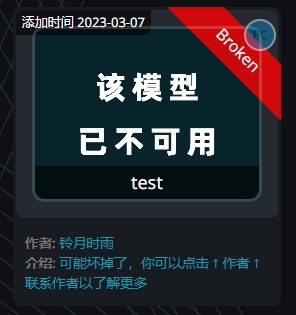 添加时间 2023-03-07
Broken
该模型
已不可用
test
作者: 铃月时雨
介绍: 可能坏掉了，你可以点击↑作者↑
联系作者以了解更多